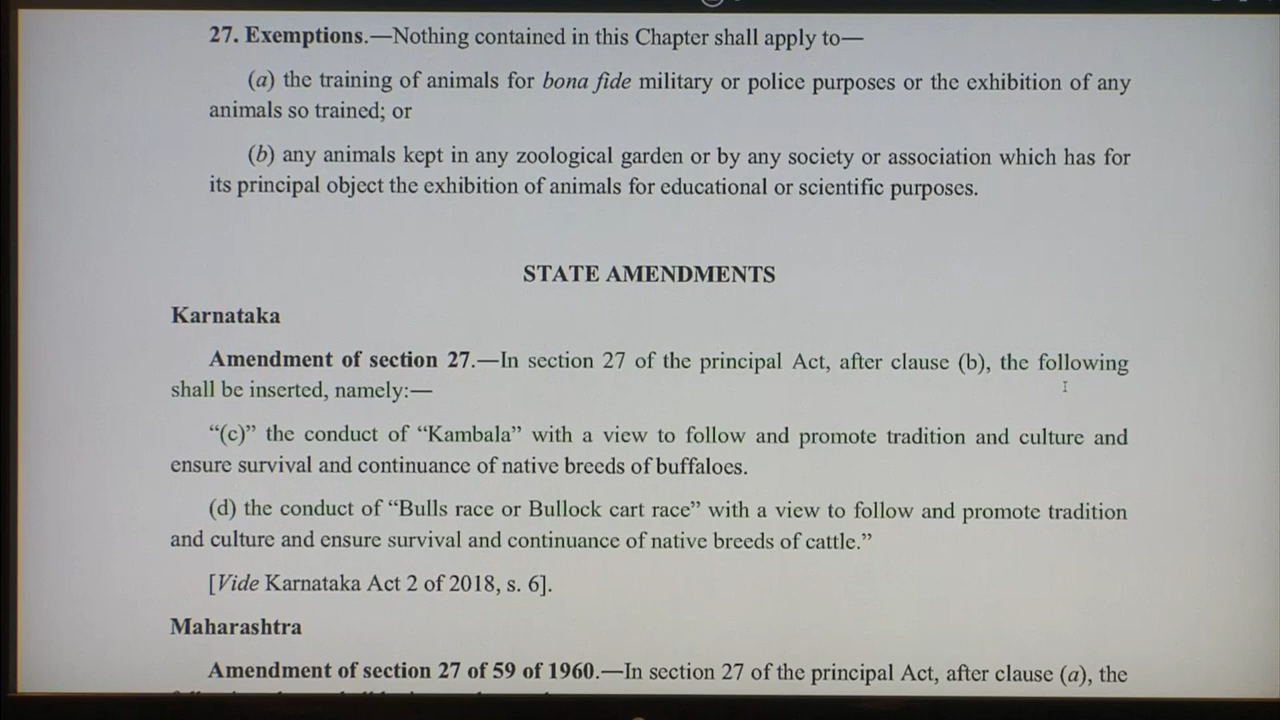 27. Exemptions.—Nothing contained in this Chapter shall apply to—
(a) the training of animals for bona fide military or police purposes or the exhibition of any
animals so trained; or
(b) any animals kept in any zoological garden or by any society or association which has for
its principal object the exhibition of animals for educational or scientific purposes.
STATE AMENDMENTS
Karnataka
Amendment of section 27.—In section 27 of the principal Act, after clause (b), the following
shall be inserted, namely:—
“(c)” the conduct of “Kambala” with a view to follow and promote tradition and culture and
ensure survival and continuance of native breeds of buffaloes.
(d) the conduct of “Bulls race or Bullock cart race” with a view to follow and promote tradition
and culture and ensure survival and continuance of native breeds of cattle.”
[Vide Karnataka Act 2 of 2018, s. 6].
Maharashtra
Amendment of section 27 of 59 of 1960.—In section 27 of the principal Act, after clause (a), the